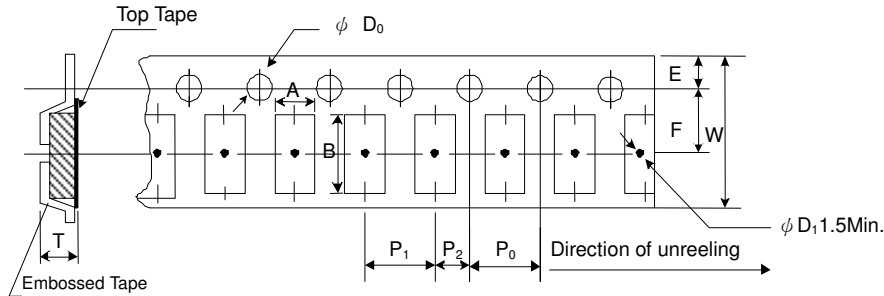 Top Tape
ϕ D₀
E
A
F
W
B
ϕ D₁ 1.5Min.
T
P₁
P₂
P₀
Direction of unreeling
Embossed Tape